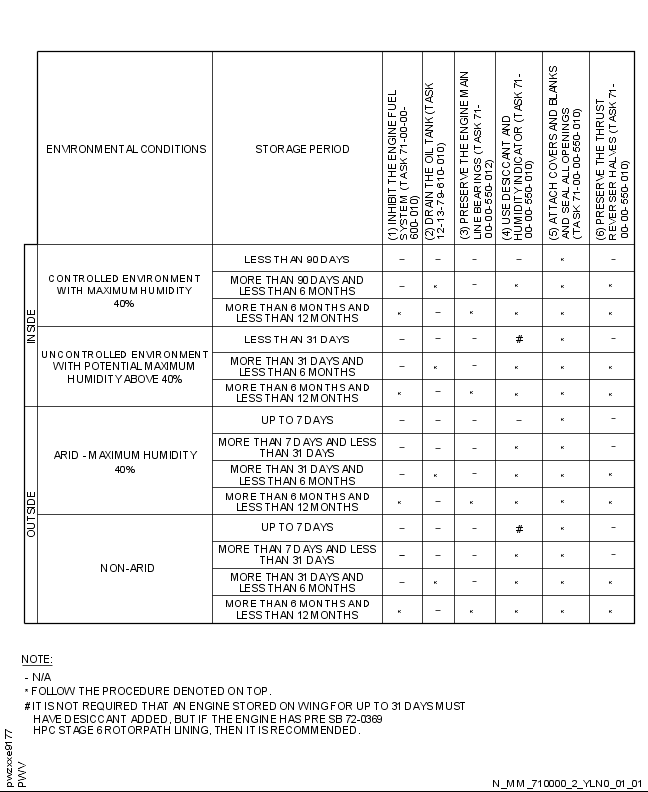 ENVIRONMENTAL CONDITIONS
STORAGE PERIOD
(1) INHIBIT THE ENGINE FUEL
SYSTEM (TASK 71-00-00-
600-010)
(2) DRAIN THE OIL TANK (TASK
12-13-79-610-010)
(3) PRESERVE THE ENGINE MAIN
LINE BEARINGS (TASK 71-
00-00-550-012)
(4) USE DESICCANT AND
HUMIDITY INDICATOR (TASK 71-
00-00-550-010)
(5) ATTACH COVERS AND BLANKS
AND SEAL ALL OPENINGS
(TASK 71-00-00-550-010)
(6) PRESERVE THE THRUST
REVERSER HALVES (TASK 71-
00-00-550-010)
INSIDE
CONTROLLED ENVIRONMENT
WITH MAXIMUM HUMIDITY
40%
LESS THAN 90 DAYS
- - - - * -
MORE THAN 90 DAYS AND
LESS THAN 6 MONTHS
- * - * * *
MORE THAN 6 MONTHS AND
LESS THAN 12 MONTHS
* - * * * *
UNCONTROLLED ENVIRONMENT
WITH POTENTIAL MAXIMUM
HUMIDITY ABOVE 40%
LESS THAN 31 DAYS
- - - # * -
MORE THAN 31 DAYS AND
LESS THAN 6 MONTHS
- * - * * *
MORE THAN 6 MONTHS AND
LESS THAN 12 MONTHS
* - * * * *
OUTSIDE
ARID - MAXIMUM HUMIDITY
40%
UP TO 7 DAYS
- - - - * -
MORE THAN 7 DAYS AND LESS
THAN 31 DAYS
- - - * * -
MORE THAN 31 DAYS AND
LESS THAN 6 MONTHS
- * - * * *
MORE THAN 6 MONTHS AND
LESS THAN 12 MONTHS
* - * * * *
NON-ARID
UP TO 7 DAYS
- - - # * -
MORE THAN 7 DAYS AND LESS
THAN 31 DAYS
- - - * * -
MORE THAN 31 DAYS AND
LESS THAN 6 MONTHS
- * - * * *
MORE THAN 6 MONTHS AND
LESS THAN 12 MONTHS
* - * * * *
NOTE:
- N/A
* FOLLOW THE PROCEDURE DENOTED ON TOP.
# IT IS NOT REQUIRED THAT AN ENGINE STORED ON WING FOR UP TO 31 DAYS MUST
HAVE DESICCANT ADDED, BUT IF THE ENGINE HAS PRE SB 72-0369
HPC STAGE 6 ROTORPATH LINING, THEN IT IS RECOMMENDED.
pwzxxe9177
PWV
N_MM_710000_2_YLN0_01_01